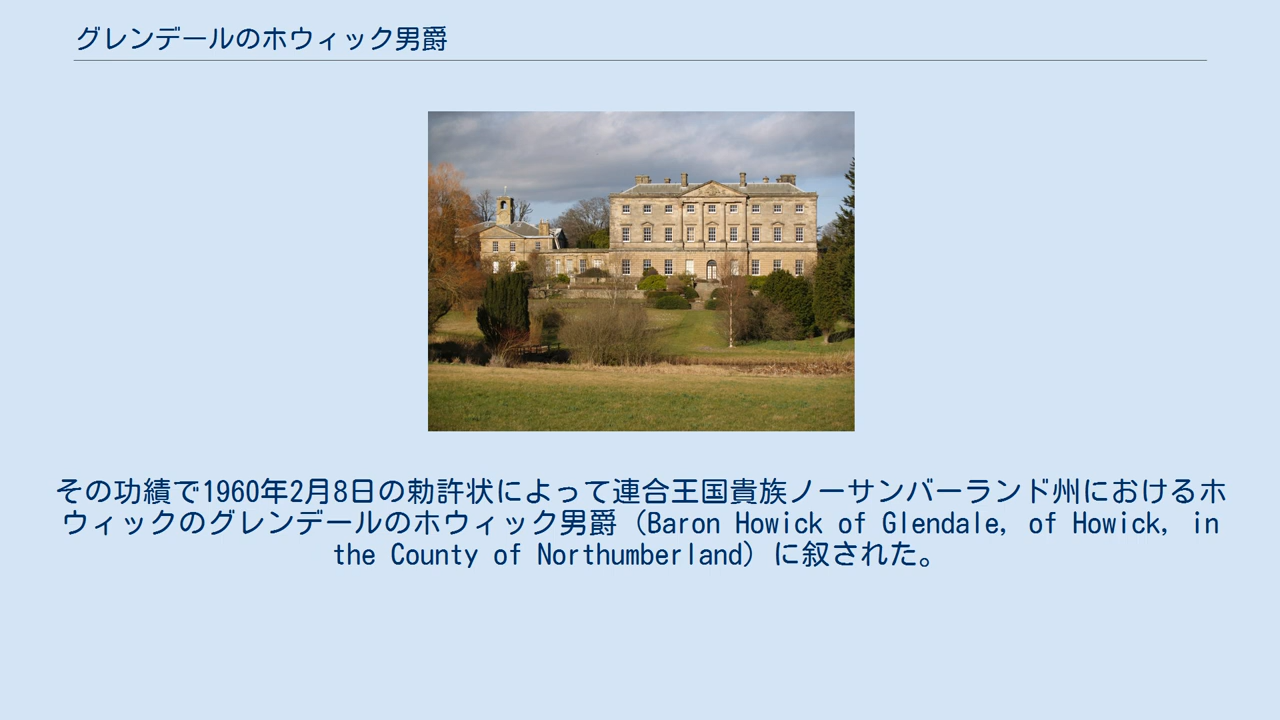 グレンデールのホウィック男爵
その功績で1960年2月8日の勅許状によって連合王国貴族ノーサンバーランド州におけるホ
ウィックのグレンデールのホウィック男爵（Baron Howick of Glendale, of Howick, in
the County of Northumberland）に叙された。